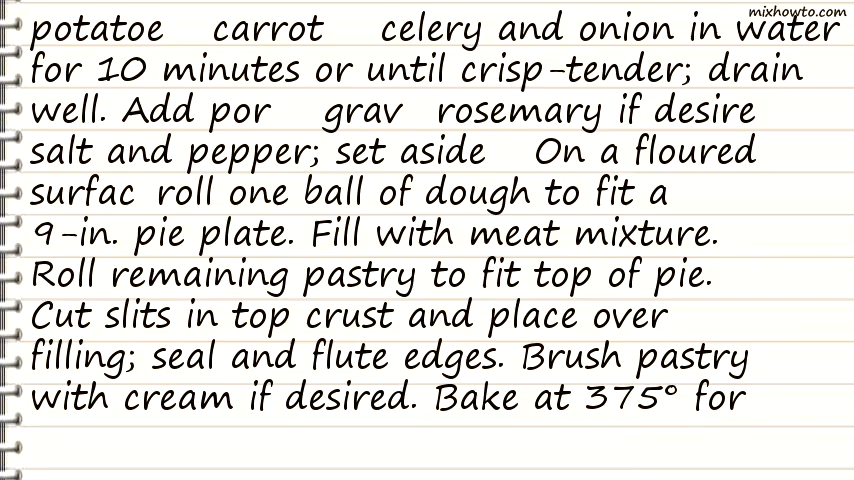 mixhowto.com
potatoe carrot celery and onion in water
for 10 minutes or until crisp-tender; drain
well. Add por grav rosemary if desire
salt and pepper; set aside On a floured
surfac roll one ball of dough to fit a
9-in. pie plate. Fill with meat mixture.
Roll remaining pastry to fit top of pie.
Cut slits in top crust and place over
filling; seal and flute edges. Brush pastry
with cream if desired. Bake at 375° for